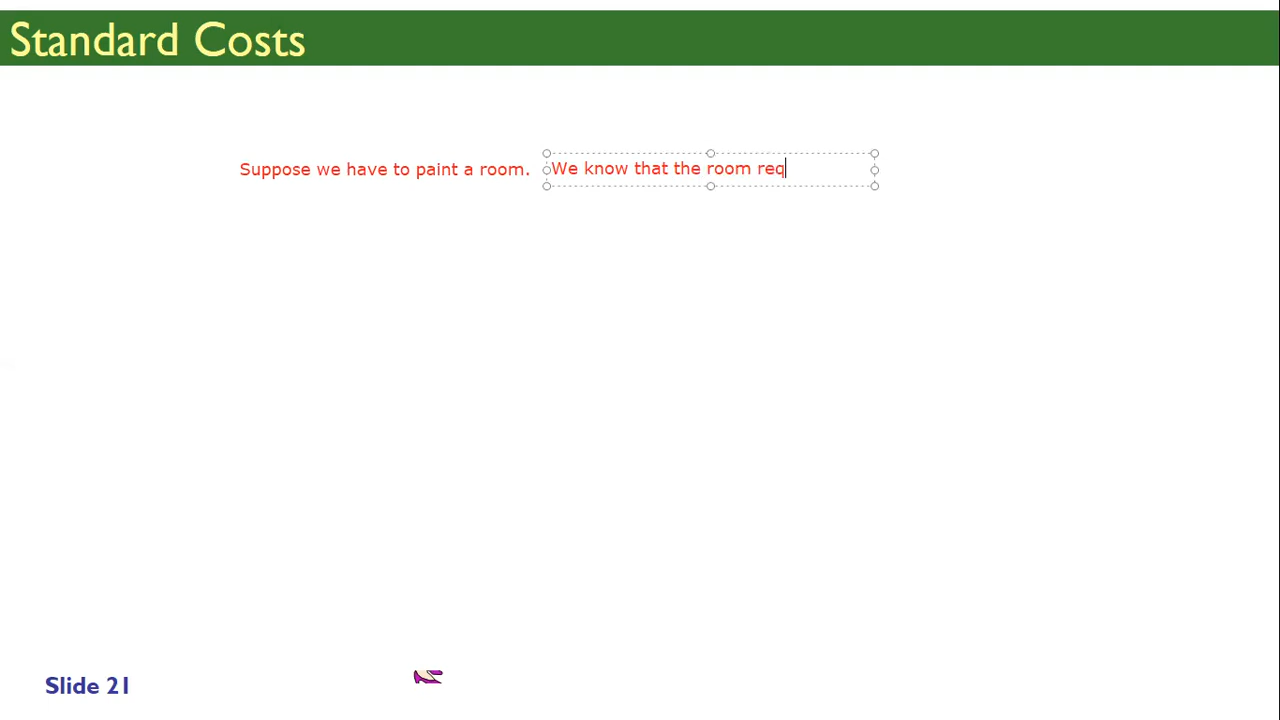 Standard Costs
Suppose we have to paint a room. We know that the room req
Slide 21